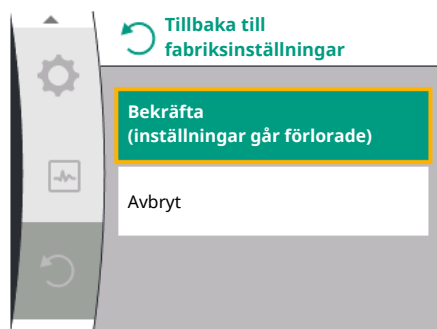 Tillbaka till
fabriksinställningar
Bekräfta
(inställningar går förlorade)
Avbryt